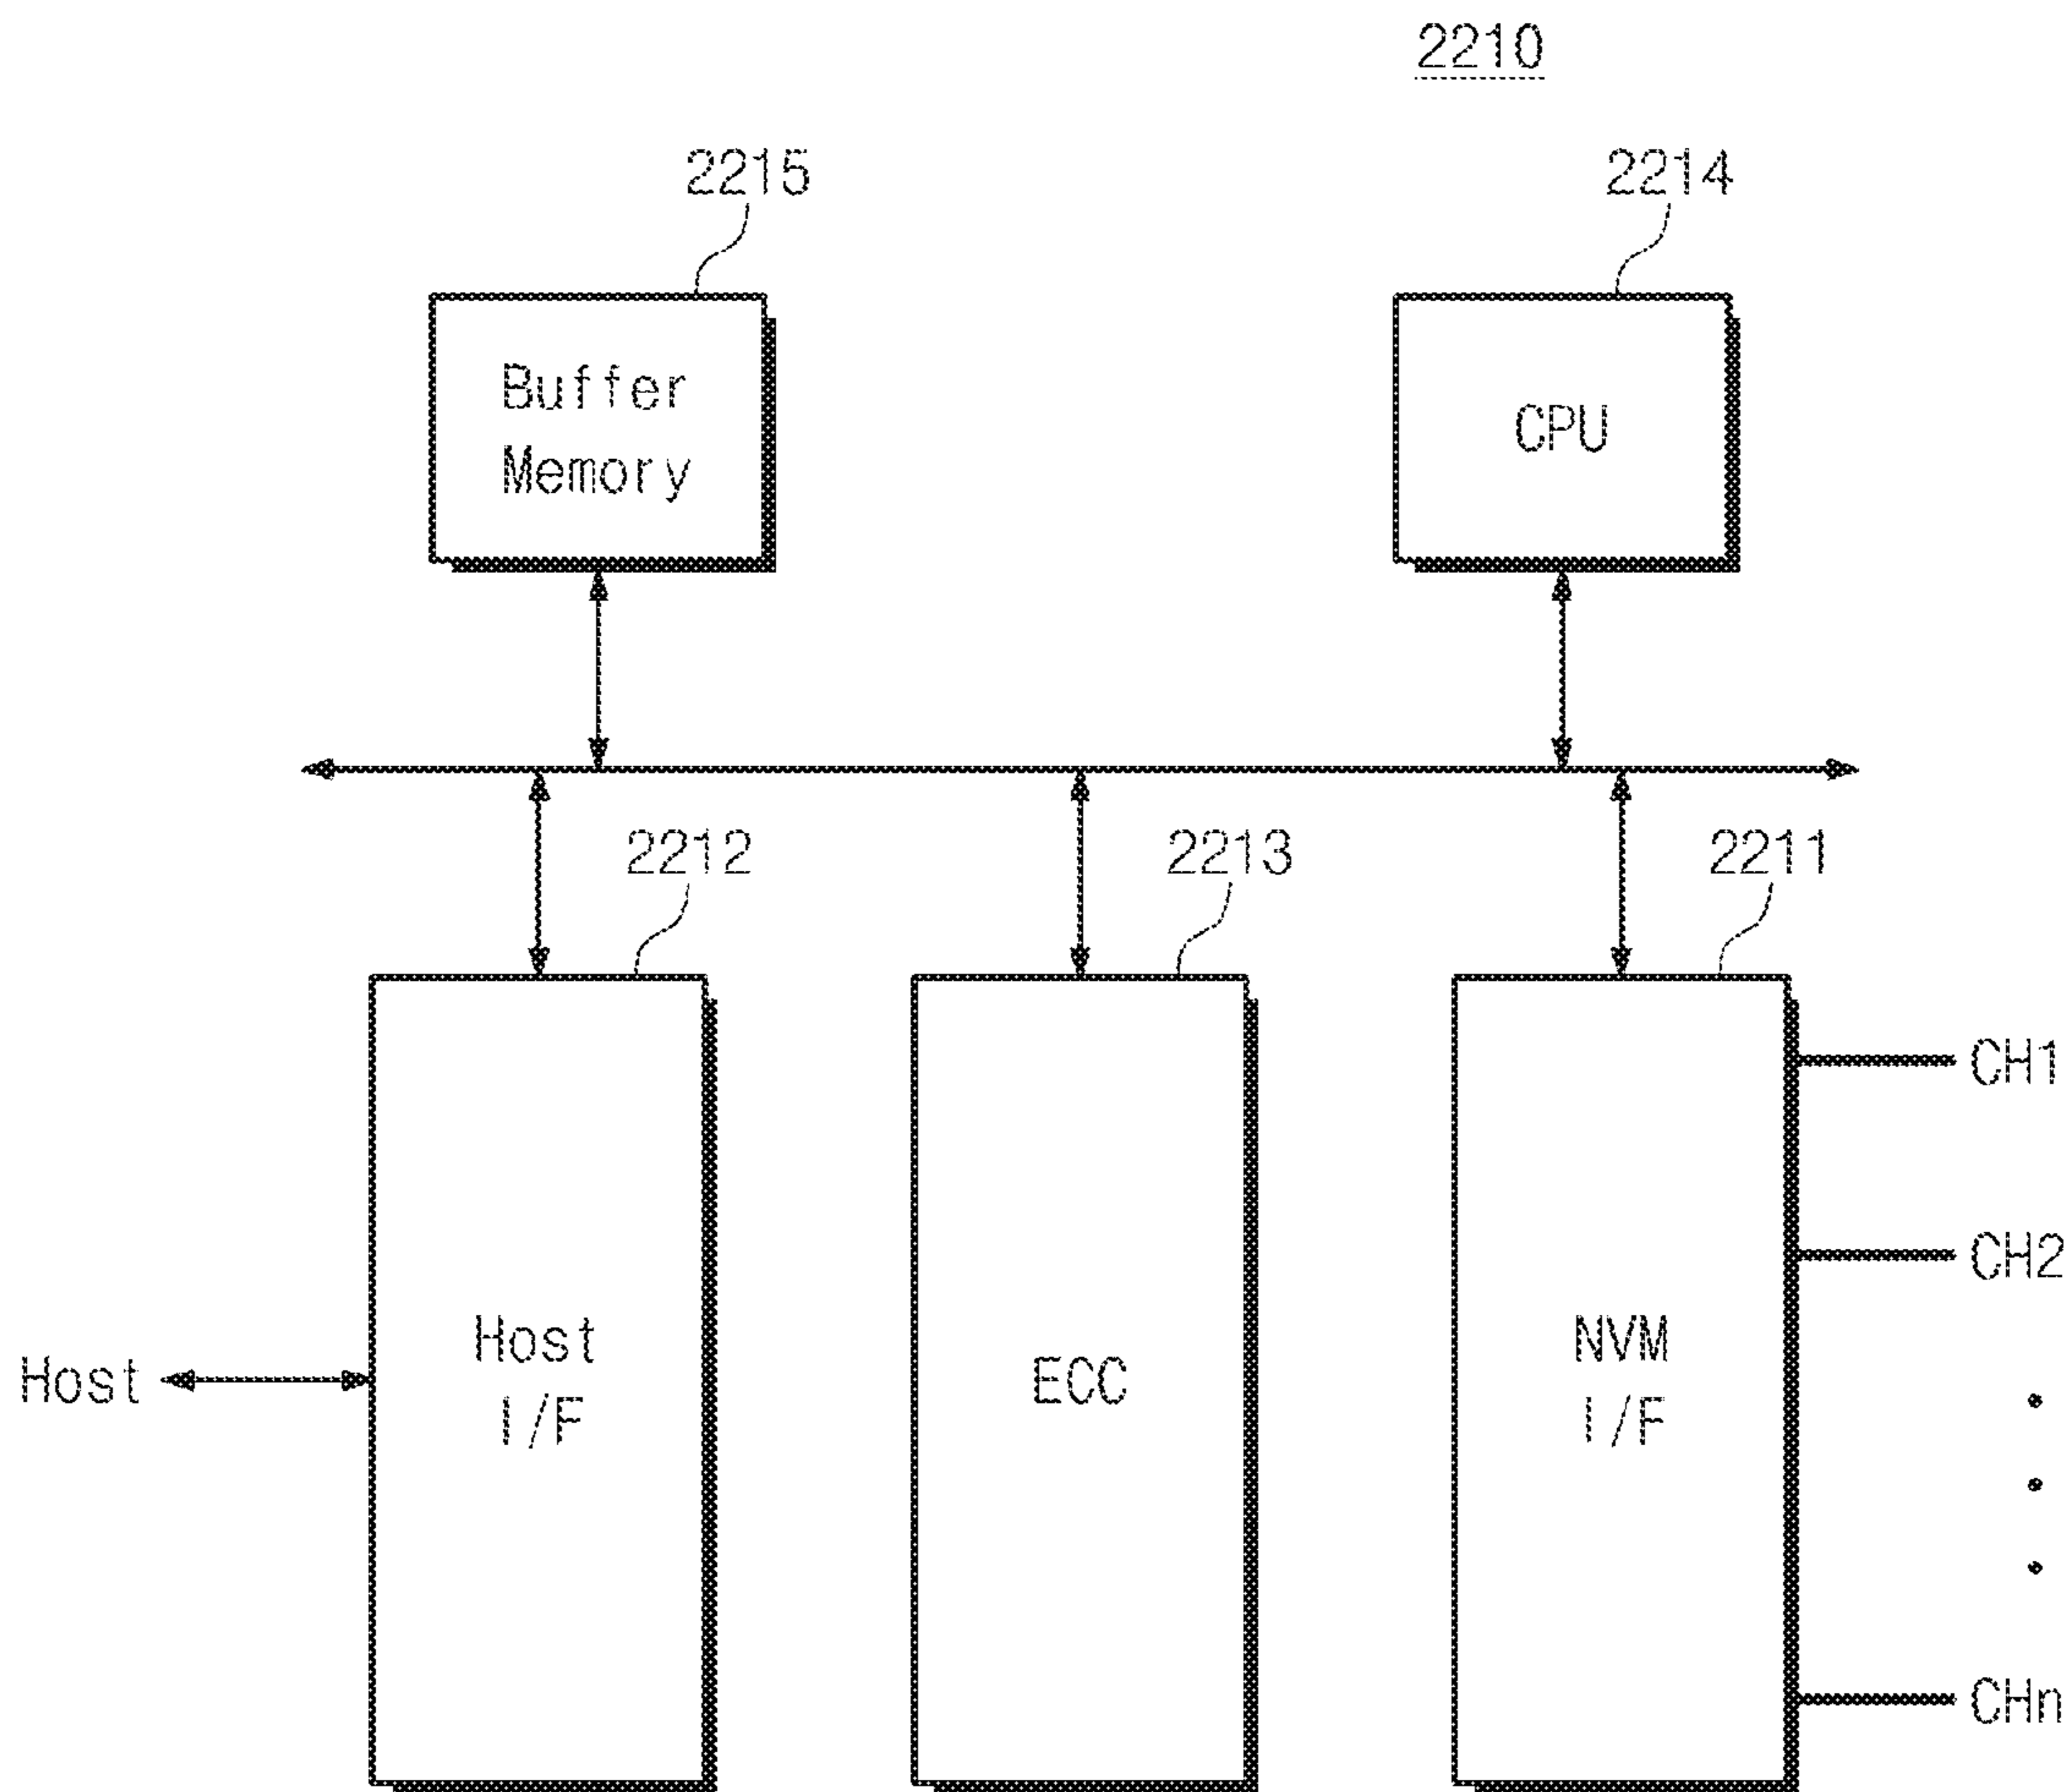 2210
2215
2214
Buffer
Memory
CPU
2212
2213
2211
CH1
CH2
Host
Host
I/F
ECC
NVM
I/F
CHn